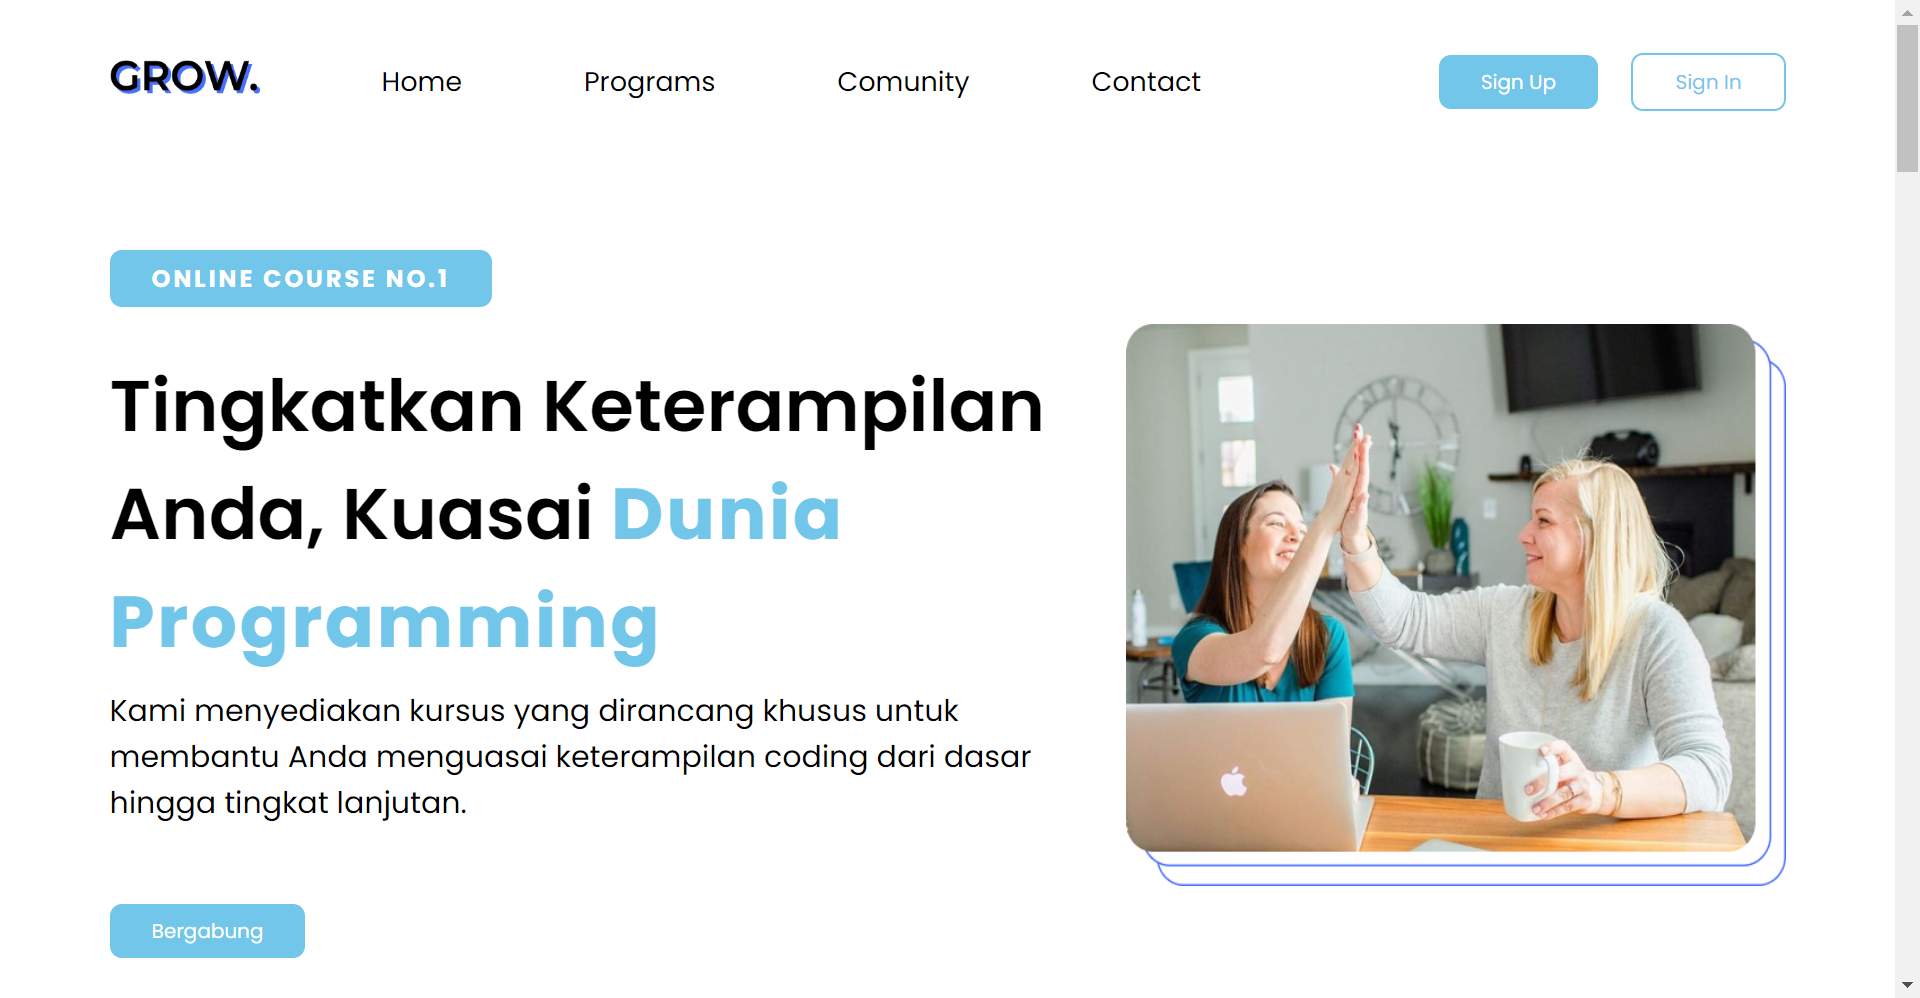 GROW.
Home
Programs
Comunity
Contact
Sign Up
Sign In
ONLINE COURSE NO.1
Tingkatkan Keterampilan
Anda, Kuasai Dunia
Programming
Kami menyediakan kursus yang dirancang khusus untuk
membantu Anda menguasai keterampilan coding dari dasar
hingga tingkat lanjutan.
Bergabung